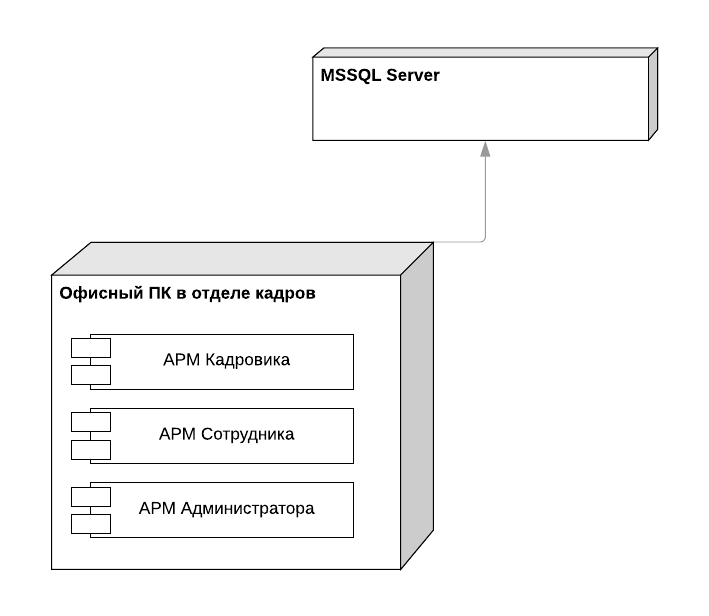 MSSQL Server
Офисный ПК в отделе кадров
АРМ Кадровика
АРМ Сотрудника
АРМ Администратора